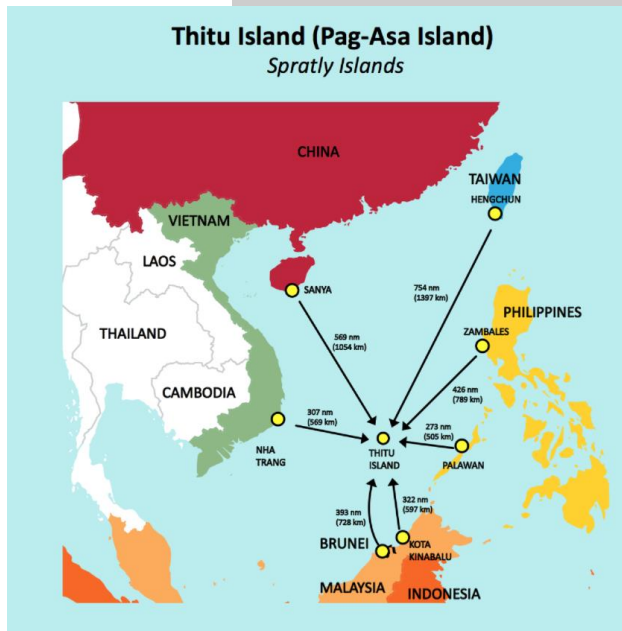 Thitu Island (Pag-Asa Island)
Spratly Islands
CHINA
TAIWAN
HENGCHUN
VIETNAM
LAOS
SANYA
754 nm
(1397 km)
PHILIPPINES
THAILAND
569 nm
(1054 km)
ZAMBALES
CAMBODIA
426 nm
(789 km)
307 nm
(569 km)
273 nm
(505 km)
NHA
TRANG
THITU
ISLAND
PALAWAN
393 nm
(728 km)
322 nm
(597 km)
BRUNEI
KOTA
KINABALU
MALAYSIA
INDONESIA